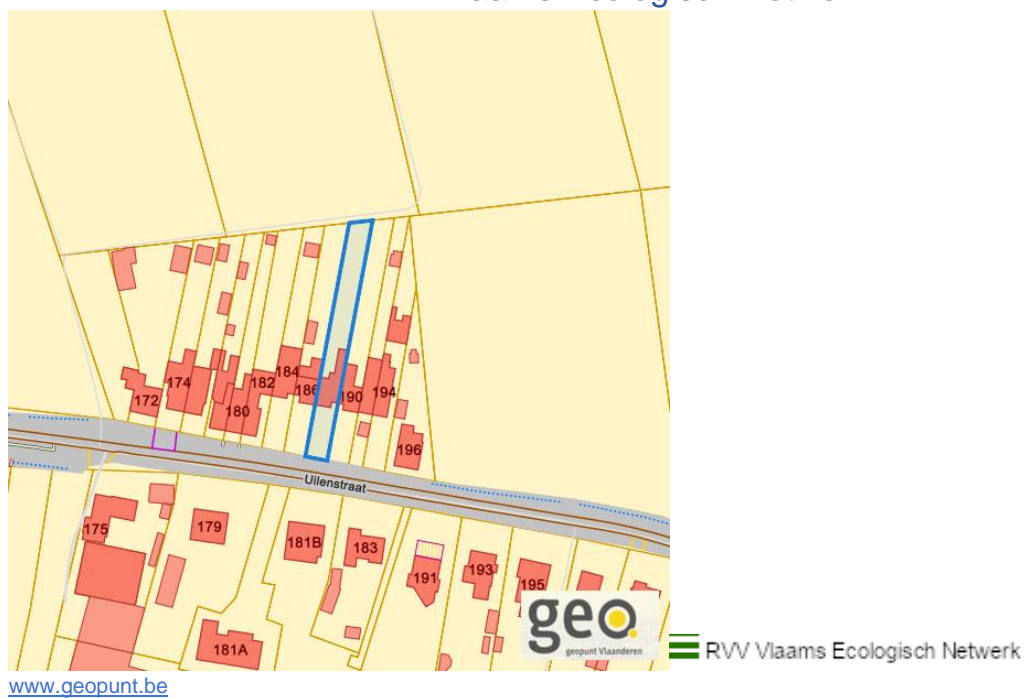 172
174
180
182
184
186
190
194
196
Uilenstraat
175
179
181B
183
191
193
195
181A
geo.
geopunt Vlaanderen
RVV Vlaams Ecologisch Netwerk
www.geopunt.be